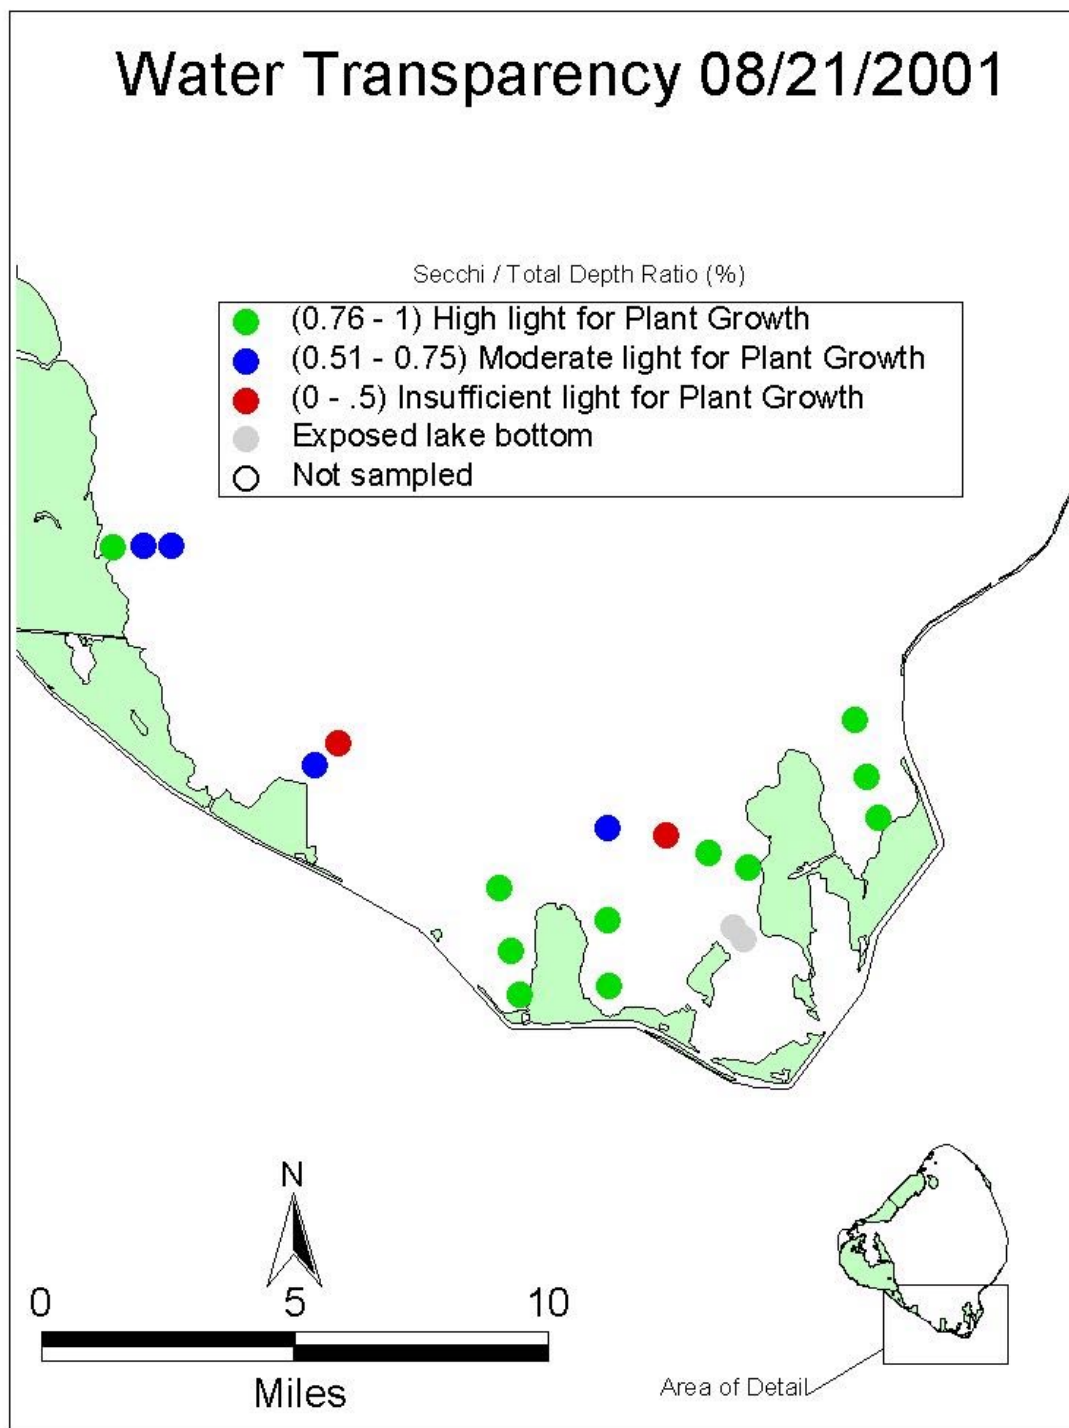 Water Transparency 08/21/2001
Secchi / Total Depth Ratio (%)
(0.76 - 1) High light for Plant Growth
(0.51 - 0.75) Moderate light for Plant Growth
(0 - .5) Insufficient light for Plant Growth
Exposed lake bottom
Not sampled
N
0 5 10
Miles
Area of Detail